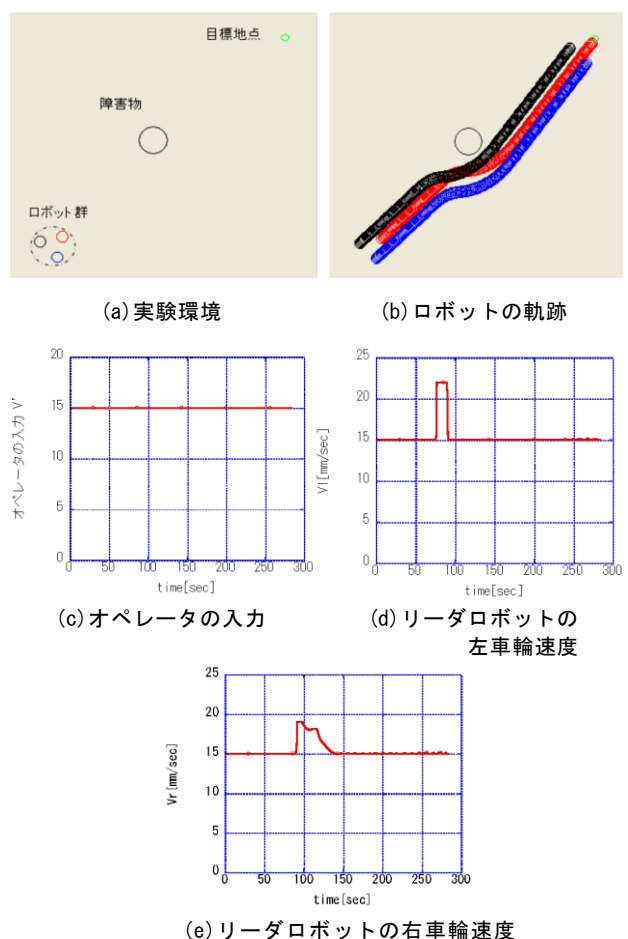 目標地点
障害物
ロボット群
(a)実験環境
(b)ロボットの軌跡
20
15
10
5
0
オペレータの入力 V'
0 50 100 150 200 250 300
time[sec]
(c)オペレータの入力
25
20
15
10
5
0
Vl[mm/sec]
0 50 100 150 200 250 300
time[sec]
(d)リーダロボットの
左車輪速度
25
20
15
10
5
0
Vr[mm/sec]
0 50 100 150 200 250 300
time[sec]
(e)リーダロボットの右車輪速度